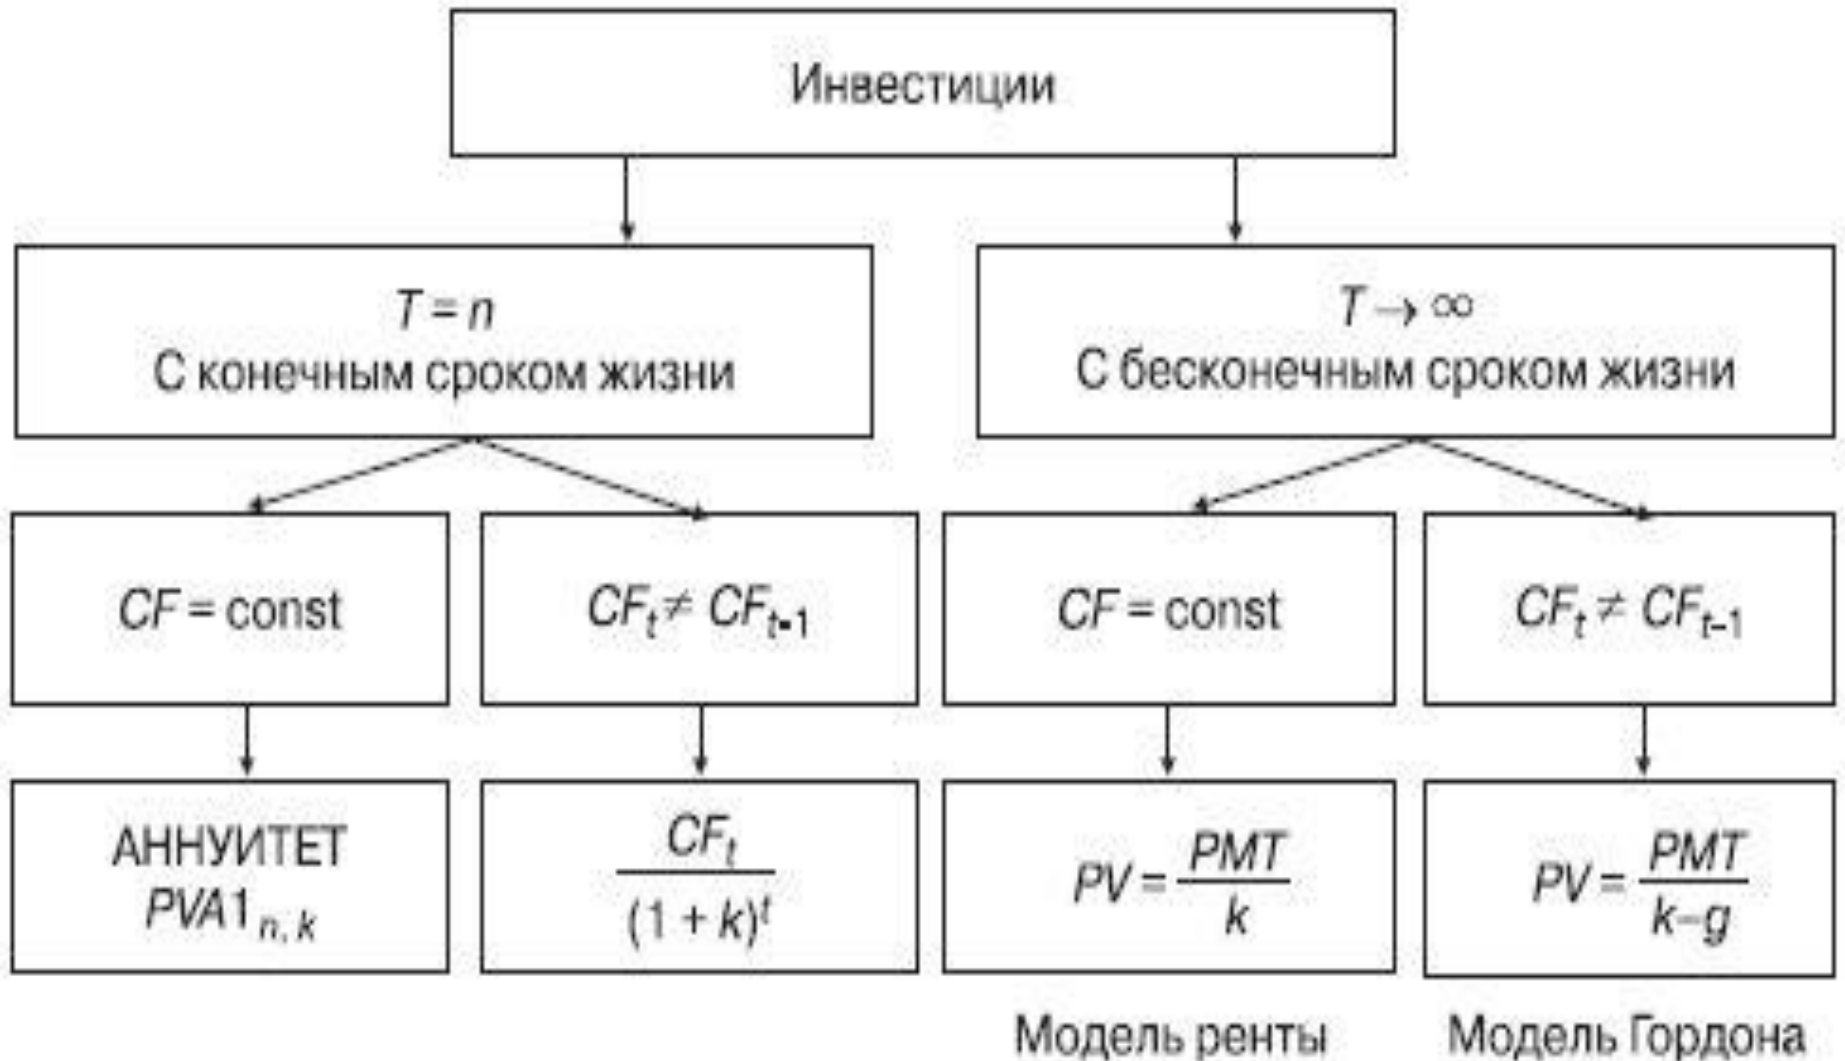 Инвестиции
T = n
С конечным сроком жизни
T → ∞
С бесконечным сроком жизни
CF = const
CFₜ ≠ CFₜ₋₁
CF = const
CFₜ ≠ CFₜ₋₁
АННУИТЕТ
PVA1 n, k
CFₜ
(1 + k)ᵗ
PV = PMT / k
PV = PMT / k–g
Модель ренты
Модель Гордона